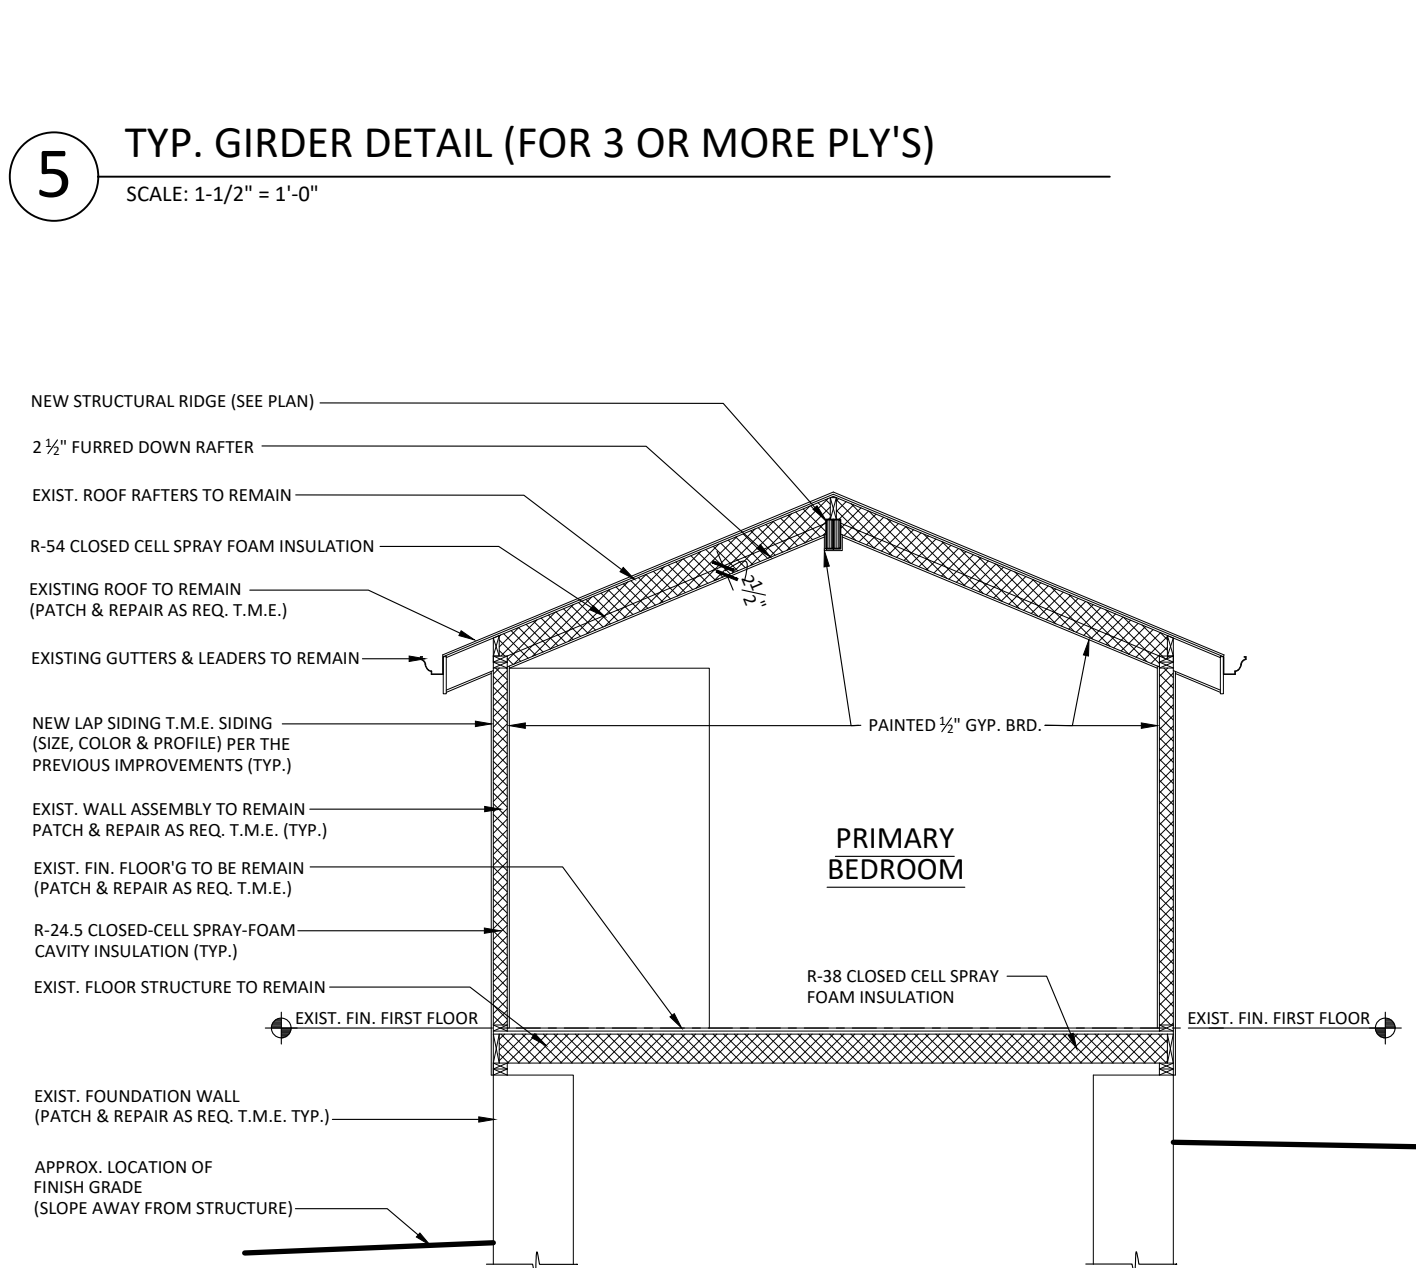 5
TYP. GIRDER DETAIL (FOR 3 OR MORE PLY'S)
SCALE: 1-1/2" = 1'-0"
NEW STRUCTURAL RIDGE (SEE PLAN)
2 ½" FURRED DOWN RAFTER
EXIST. ROOF RAFTERS TO REMAIN
R-54 CLOSED CELL SPRAY FOAM INSULATION
EXISTING ROOF TO REMAIN
(PATCH & REPAIR AS REQ. T.M.E.)
EXISTING GUTTERS & LEADERS TO REMAIN
NEW LAP SIDING T.M.E. SIDING
(SIZE, COLOR & PROFILE) PER THE
PREVIOUS IMPROVEMENTS (TYP.)
EXIST. WALL ASSEMBLY TO REMAIN
PATCH & REPAIR AS REQ. T.M.E. (TYP.)
EXIST. FIN. FLOOR'G TO BE REMAIN
(PATCH & REPAIR AS REQ. T.M.E.)
R-24.5 CLOSED-CELL SPRAY-FOAM
CAVITY INSULATION (TYP.)
EXIST. FLOOR STRUCTURE TO REMAIN
EXIST. FIN. FIRST FLOOR
EXIST. FOUNDATION WALL
(PATCH & REPAIR AS REQ. T.M.E. TYP.)
APPROX. LOCATION OF
FINISH GRADE
(SLOPE AWAY FROM STRUCTURE)
2 1/2"
PAINTED ½" GYP. BRD.
PRIMARY
BEDROOM
R-38 CLOSED CELL SPRAY
FOAM INSULATION
EXIST. FIN. FIRST FLOOR